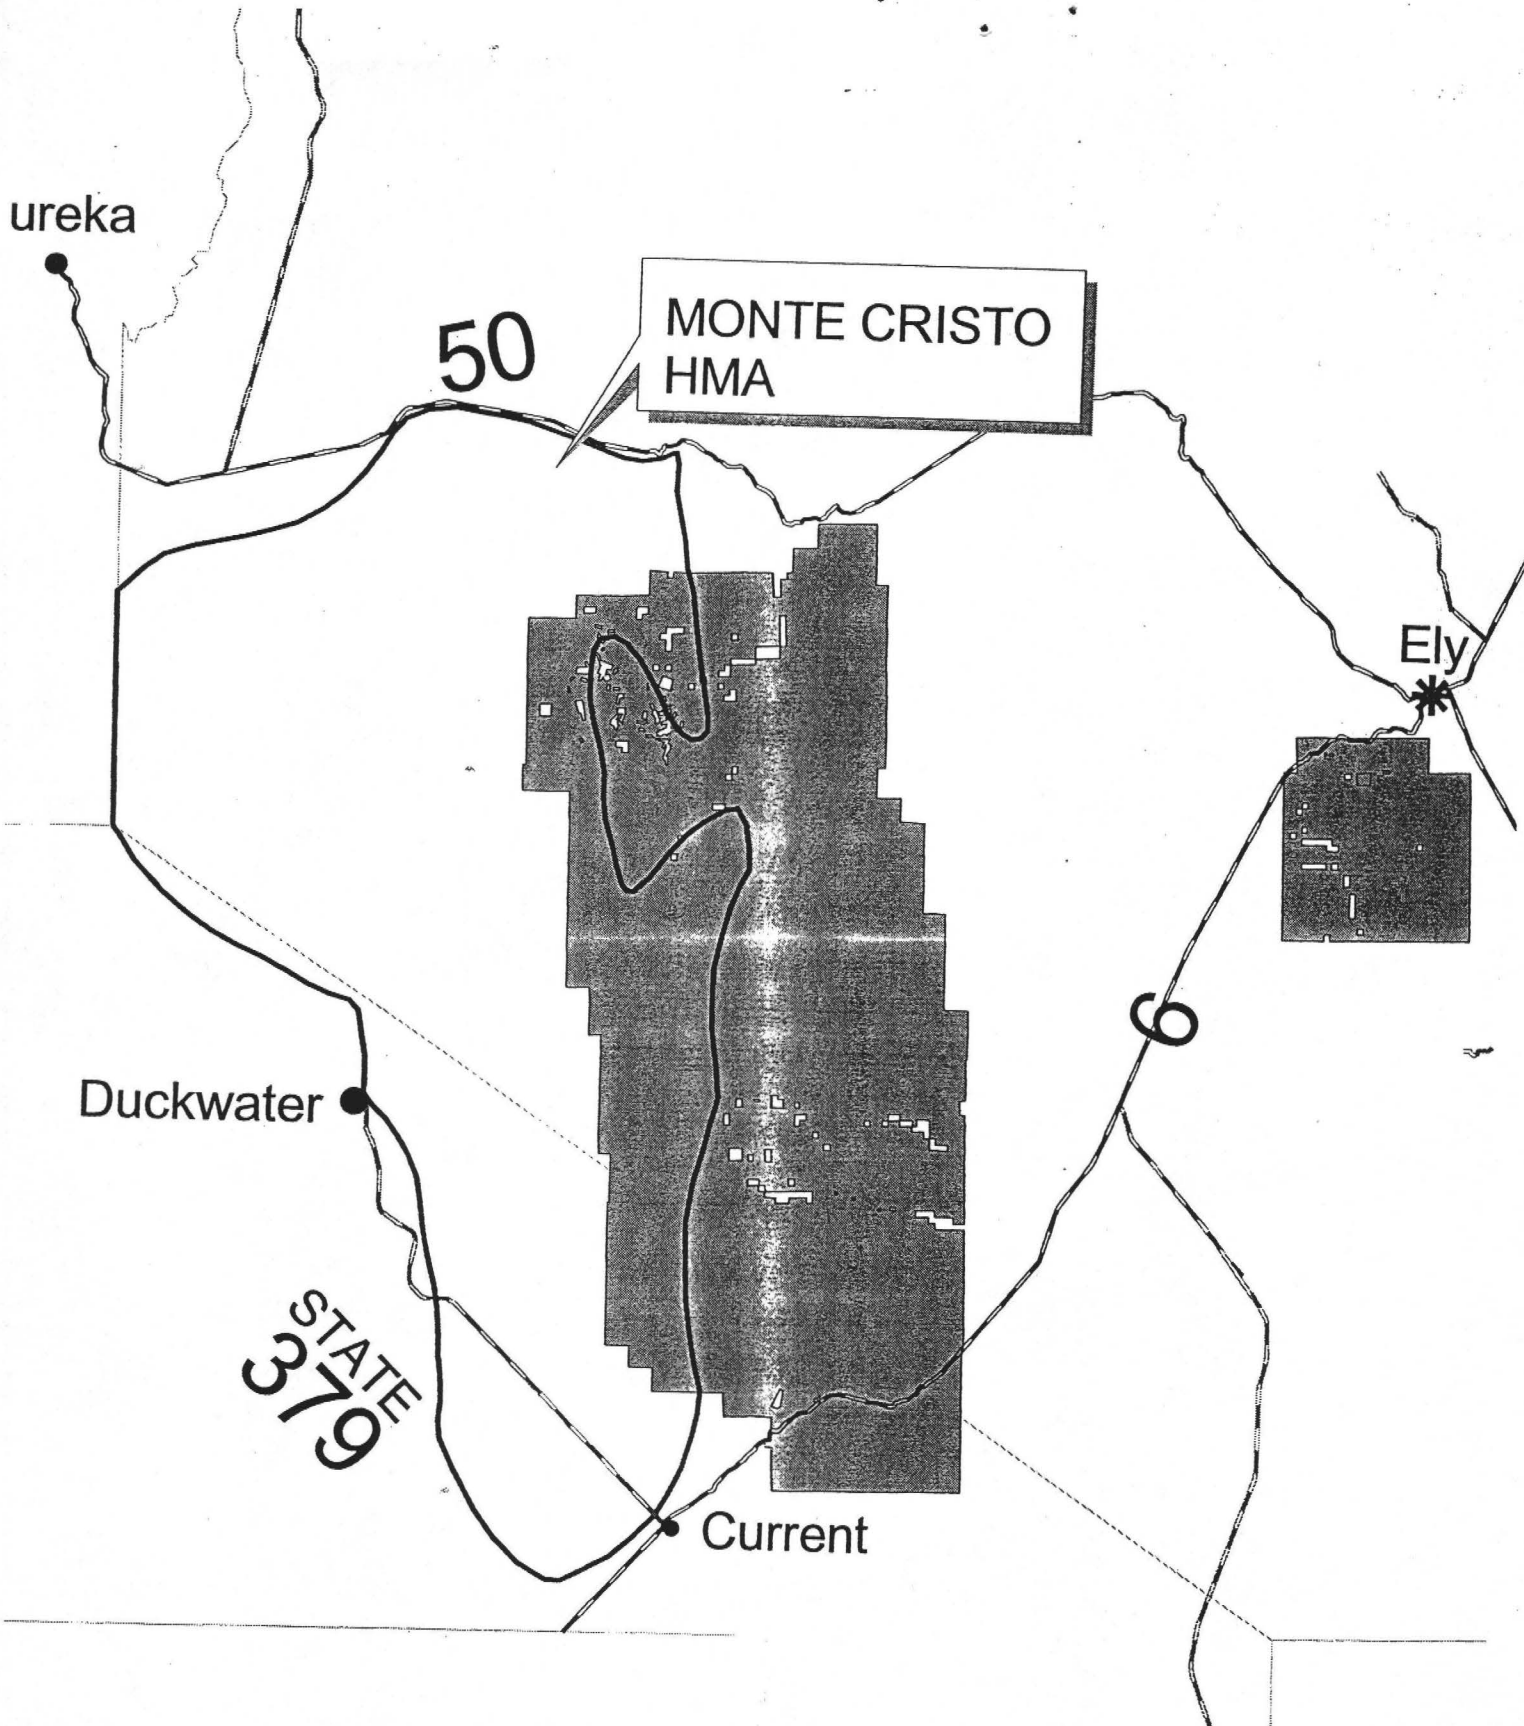 ureka
50
MONTE CRISTO
HMA
Ely
6
Duckwater
STATE
379
Current